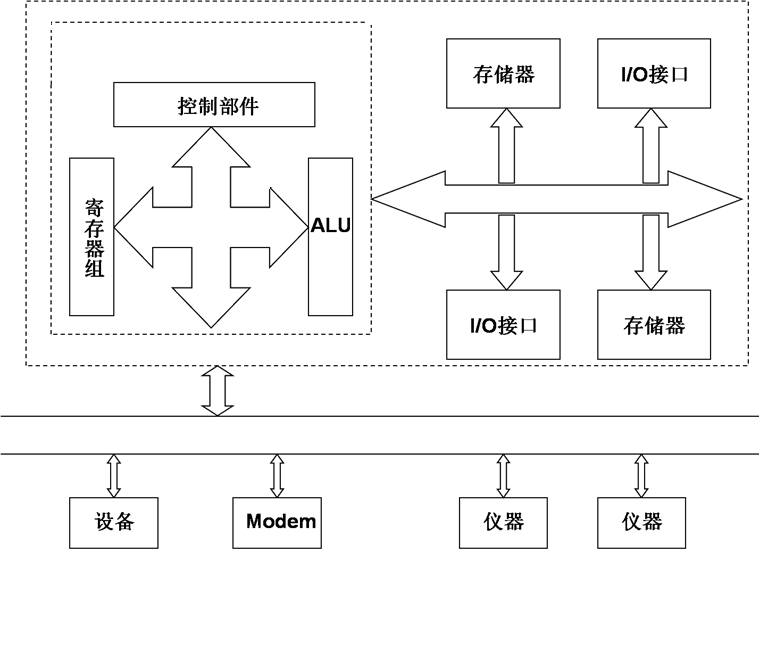 存储器
I/O接口
控制部件
寄
存
器
组
ALU
I/O接口
存储器
设备
Modem
仪器
仪器